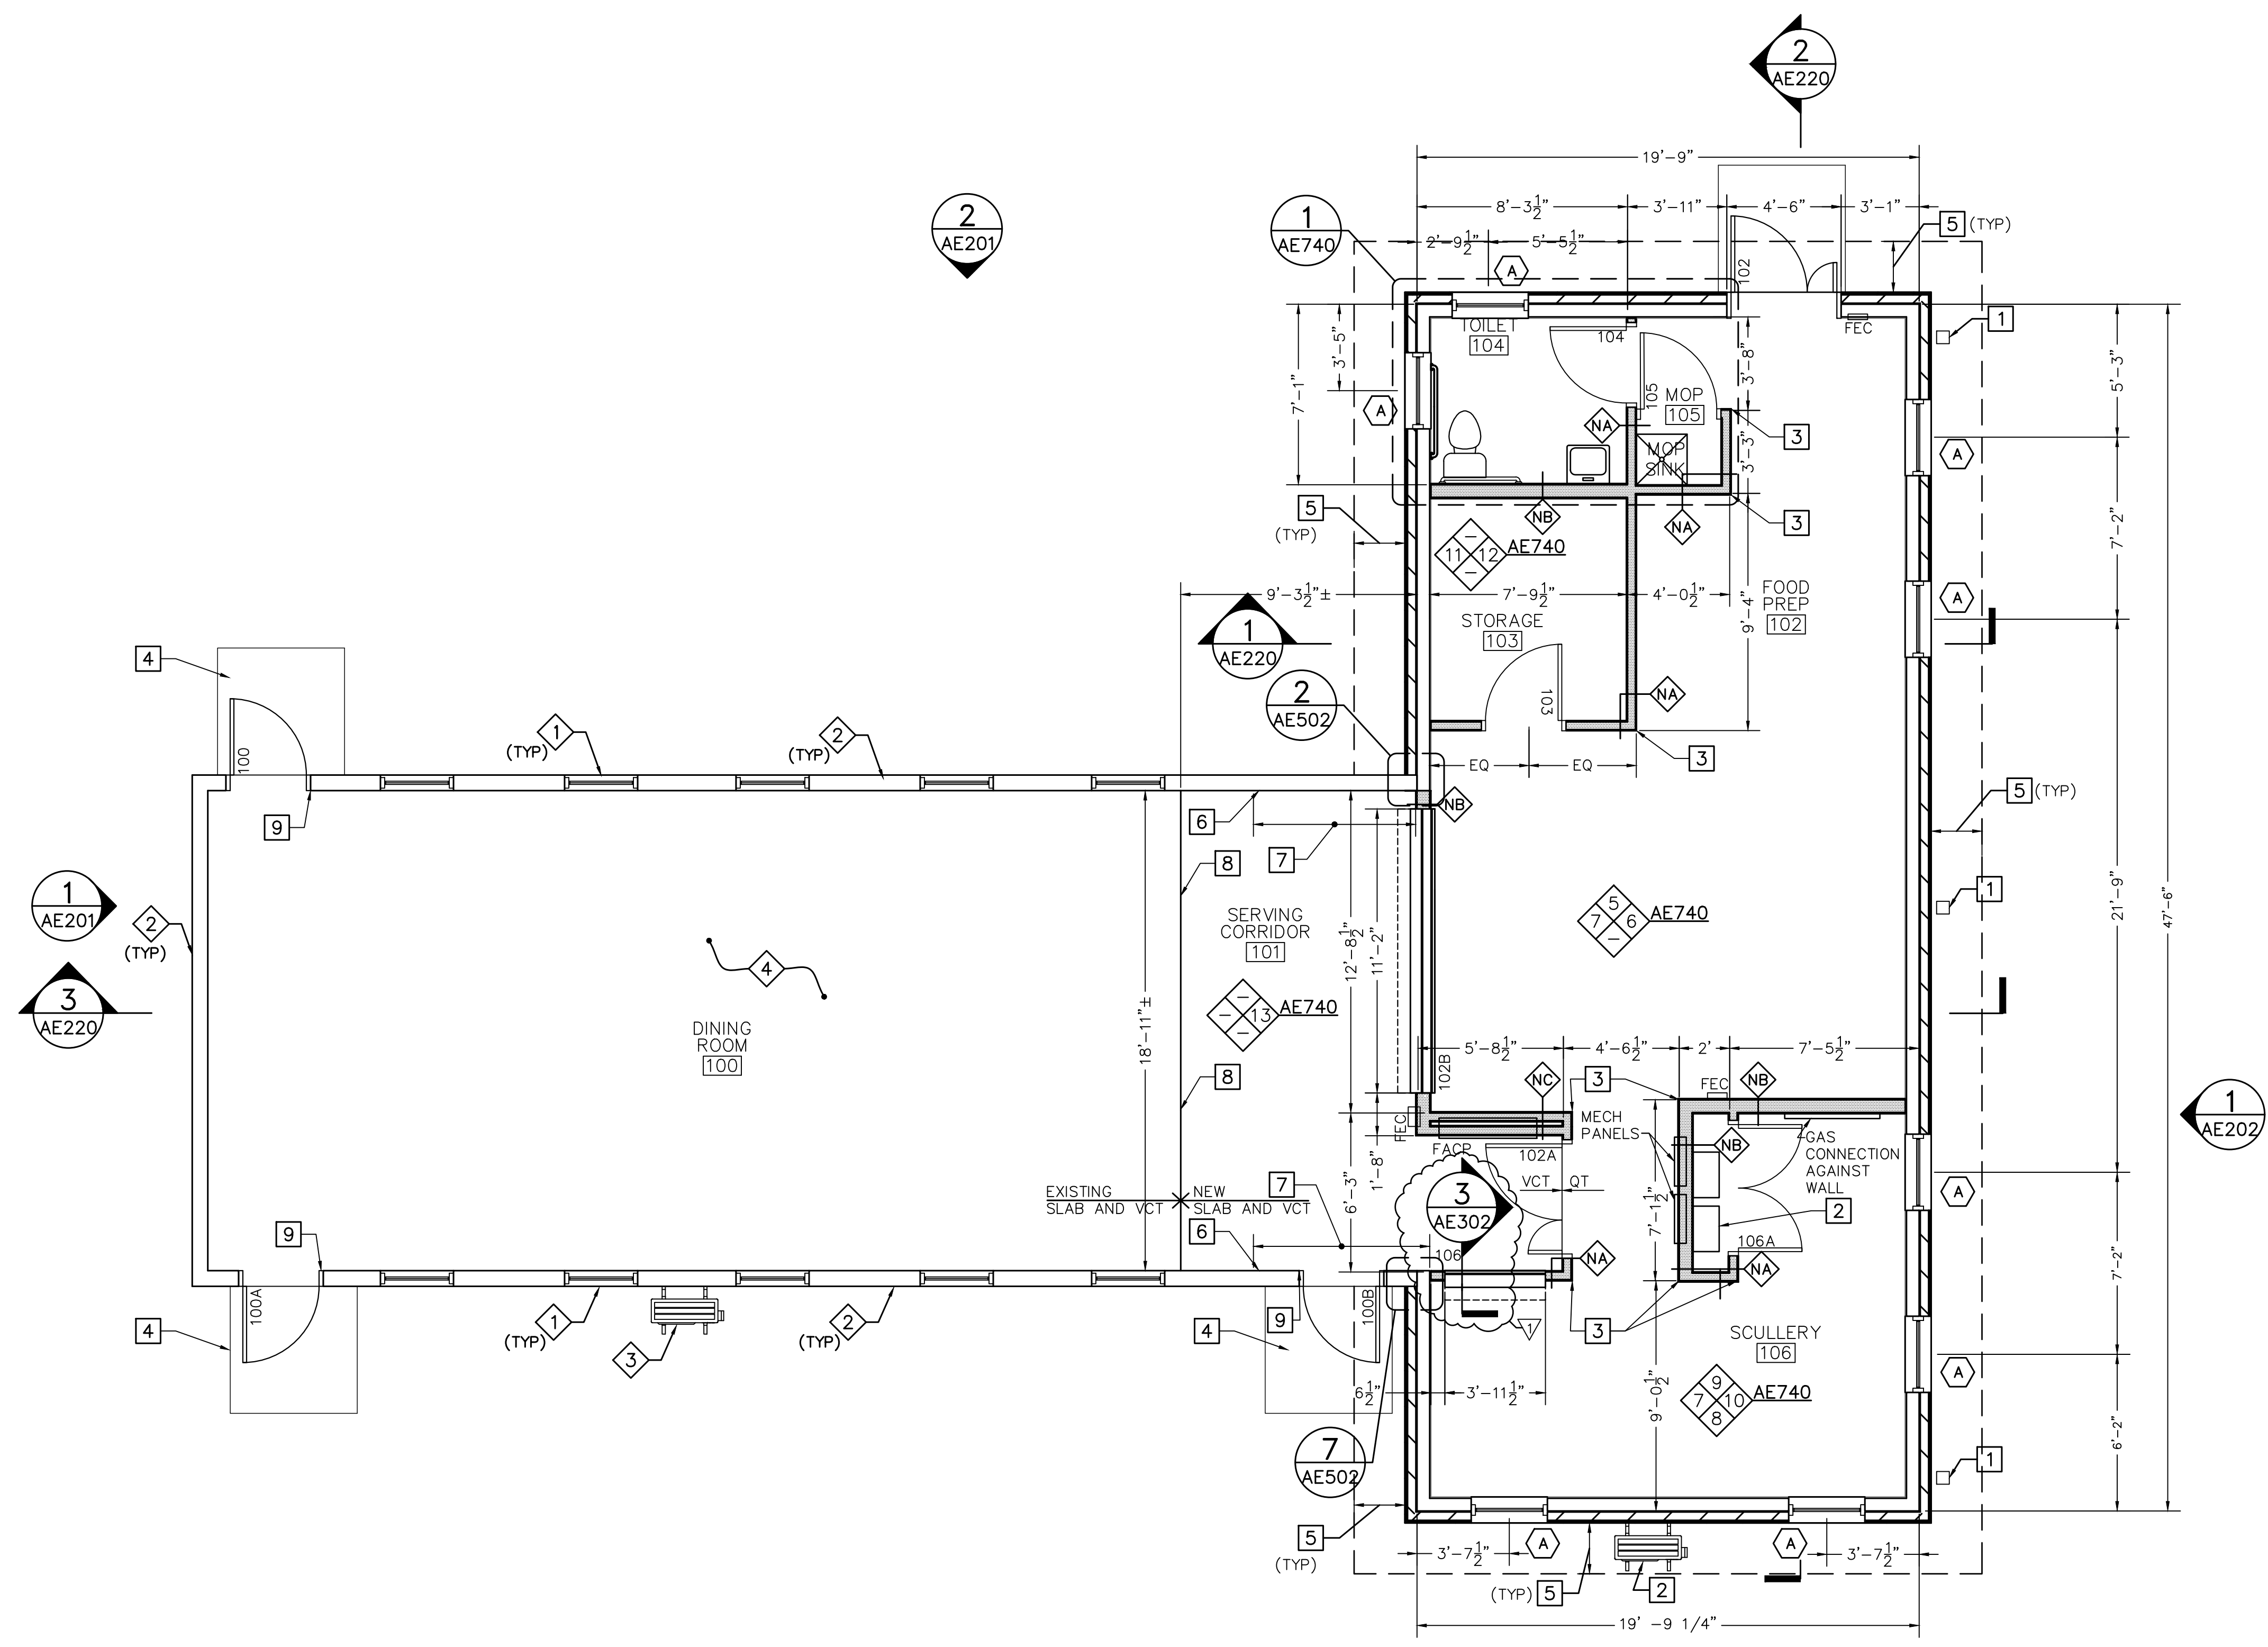 2
AE220
19'-9"
8'-3½"
3'-11"
4'-6"
3'-1"
1
AE740
2'-9½"
5'-5½"
5 (TYP)
2
AE201
A
102
TOILET
104
104
FEC
1
3'-5"
7'-1"
3'-8"
5'-3"
105
MOP
105
A
NA
3
MOP
SINK
3'-3"
A
5
(TYP)
NB
NA
3
7'-2"
11
12
AE740
9'-3½"±
7'-9½"
4'-0½"
FOOD
PREP
102
A
9'-4"
STORAGE
103
1
AE220
4
2
AE502
103
NA
1
(TYP)
2
(TYP)
100
EQ
EQ
3
5 (TYP)
NB
9
6
7
8
1
AE201
2
(TYP)
SERVING
CORRIDOR
101
12'-8½"
11'-2"
5
7
6
AE740
1
21'-9"
47'-6"
4
3
AE220
13
AE740
DINING
ROOM
100
18'-11"±
5'-8½"
4'-6½"
2'
7'-5½"
102B
8
NC
3
FEC
NB
1
AE202
FEC
MECH
PANELS
FACP
102A
NB
GAS
CONNECTION
AGAINST
WALL
1'-8"
6'-3"
7'-1½"
EXISTING
SLAB AND VCT
NEW
SLAB AND VCT
7
VCT
QT
3
AE302
2
A
9
6
106
106A
NA
NA
100A
1
(TYP)
2
(TYP)
3
4
4
9
100B
1
3
SCULLERY
106
7'-2"
A
6½"
3'-11½"
9'-0½"
9
7
10
8
AE740
6'-2"
7
AE502
1
5
(TYP)
3'-7½"
A
A
3'-7½"
(TYP) 5
2
19' -9 1/4"